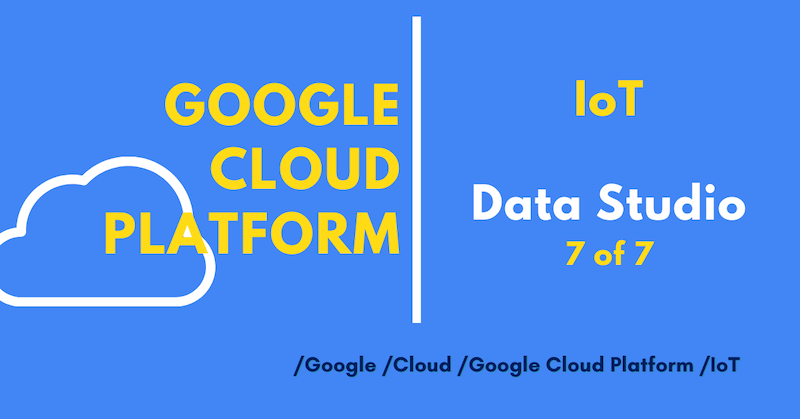 GOOGLE
CLOUD
PLATFORM
IoT
Data Studio
7 of 7
/Google /Cloud /Google Cloud Platform /IoT